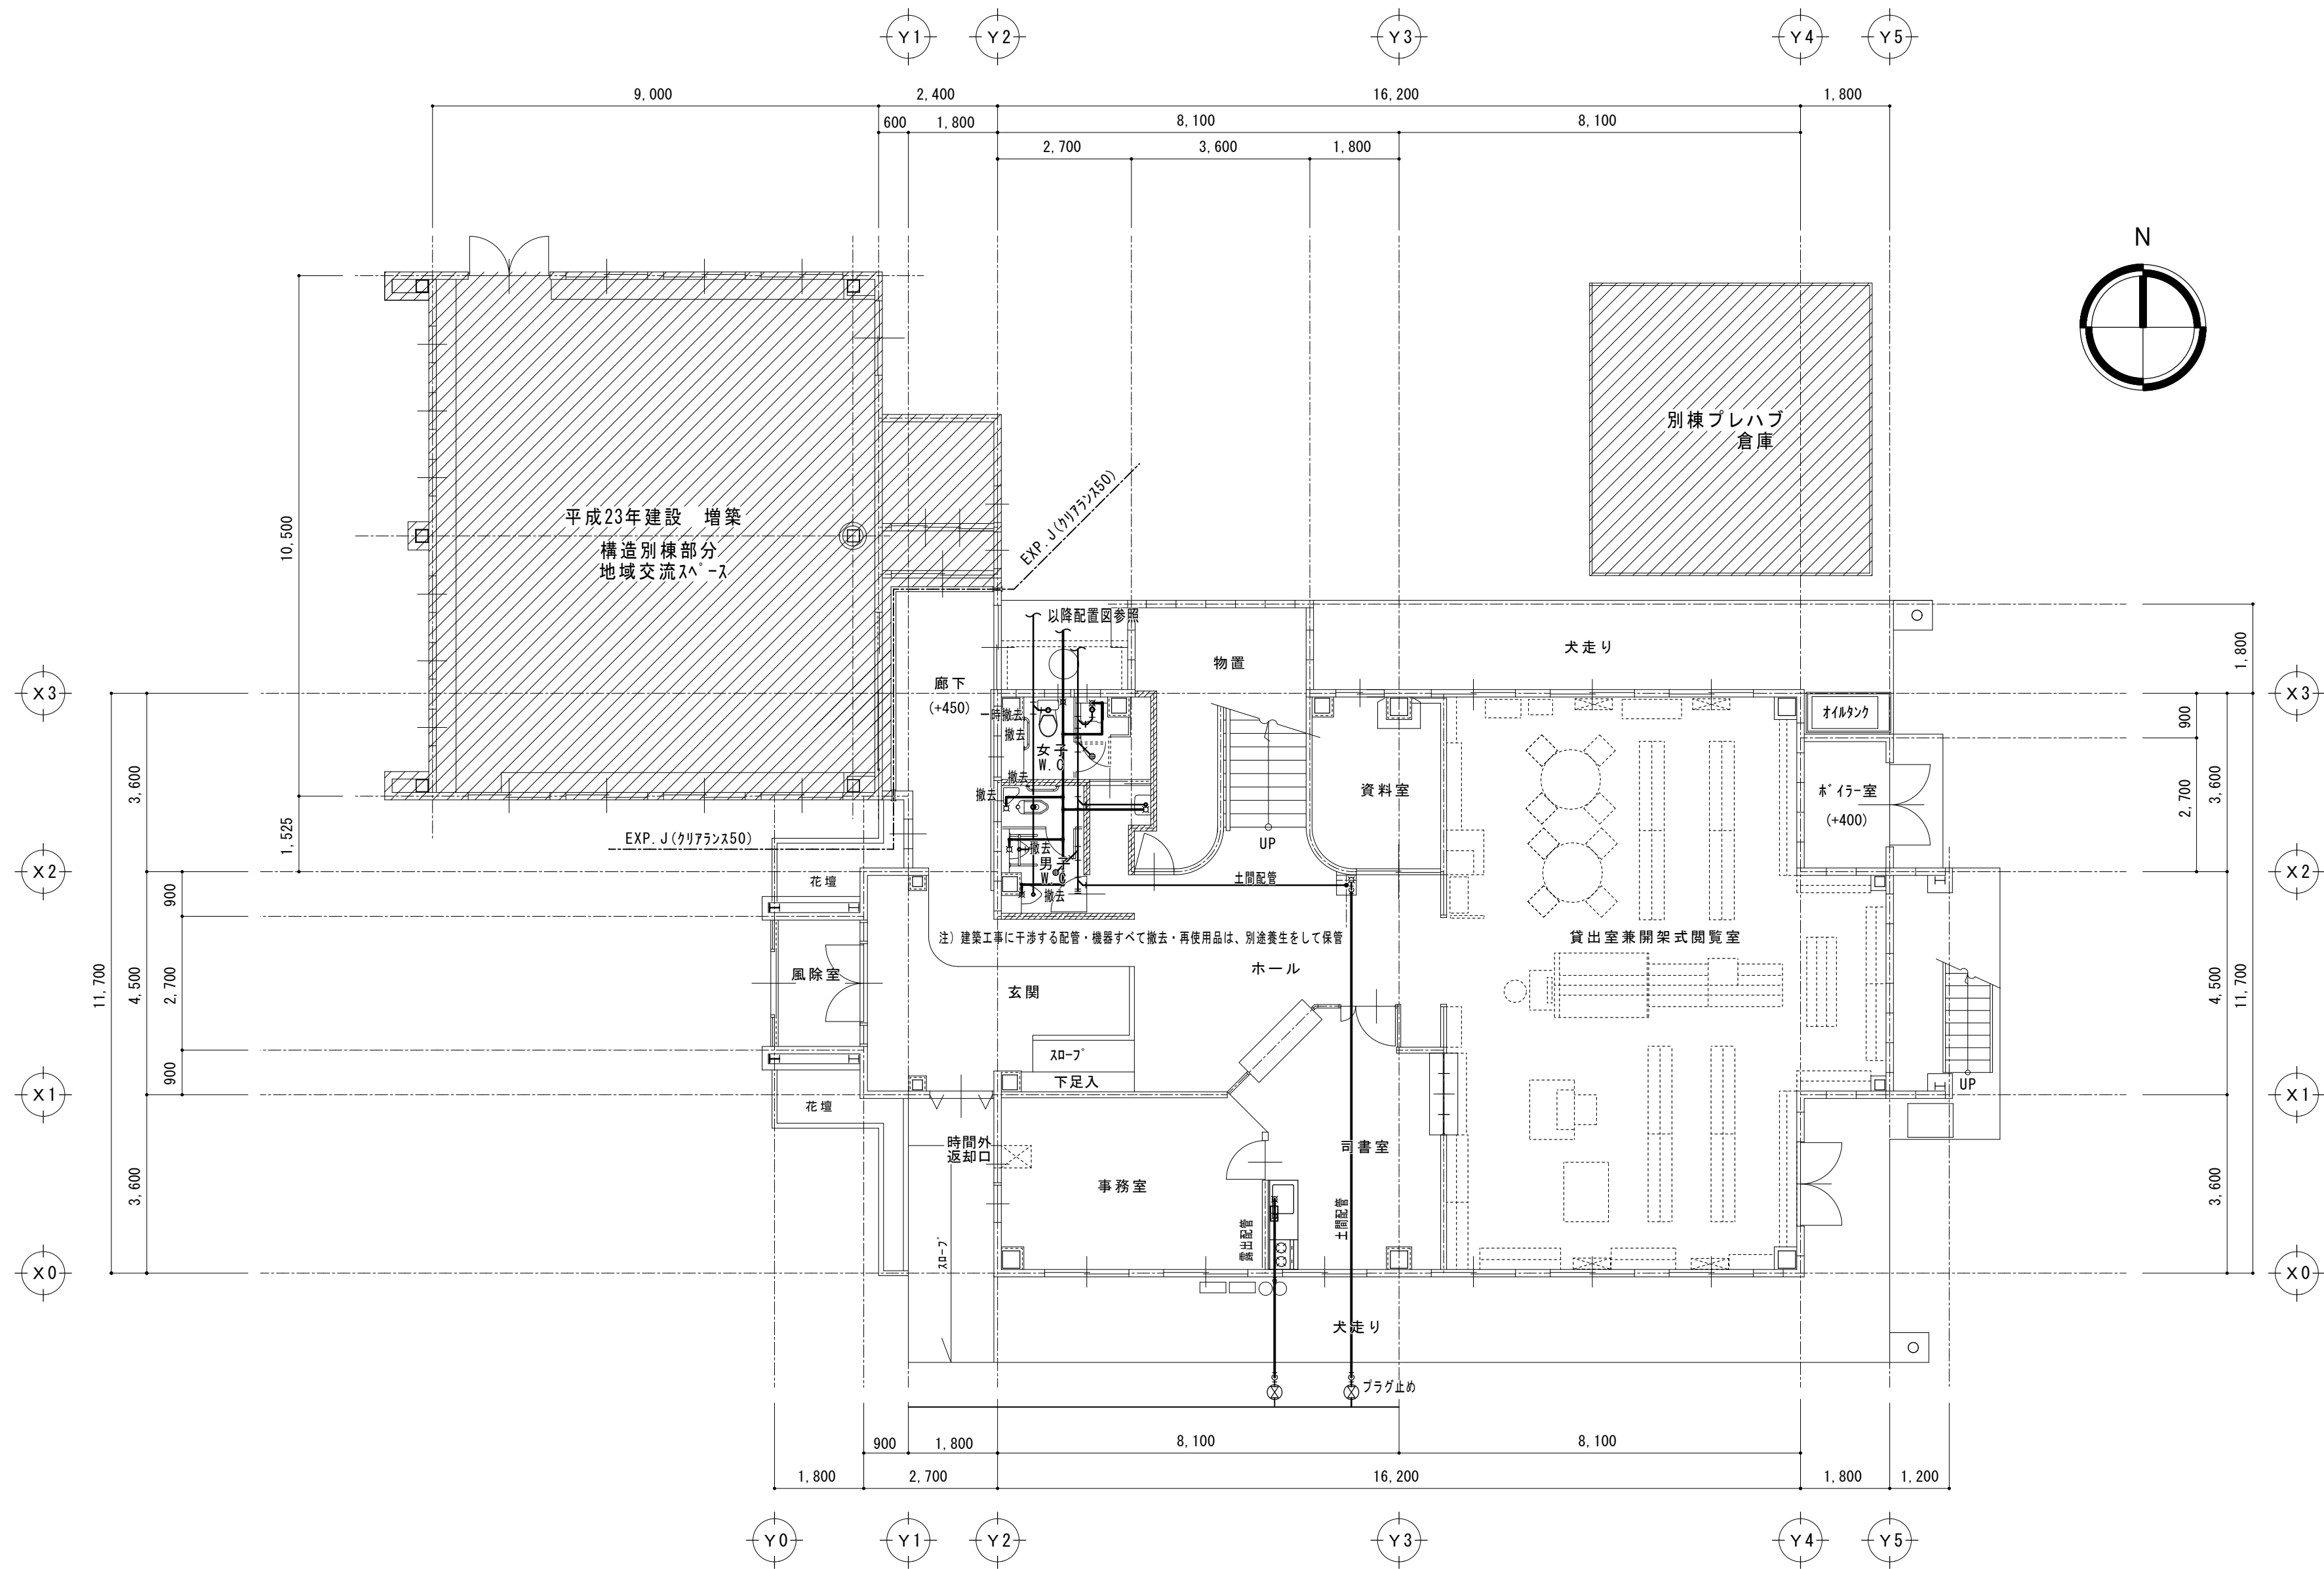 Y1
Y2
Y3
Y4
Y5
9,000
2,400
16,200
1,800
600
1,800
8,100
8,100
2,700
3,600
1,800
N
別棟プレハブ
倉庫
EXP.J(クリアランス50)
平成23年建設　増築
構造別棟部分
地域交流スペース
10,500
以降配置図参照
物置
犬走り
1,800
X3
X3
廊下
(+450)
一時撤去
撤去
女子
W.C
撤去
撤去
オイルタンク
900
3,600
資料室
ボイラー室
(+400)
2,700
3,600
1,525
EXP.J(クリアランス50)
UP
撤去
男子
W.C
撤去
土間配管
X2
X2
花壇
900
注）建築工事に干渉する配管・機器すべて撤去・再使用品は、別途養生をして保管
貸出室兼開架式閲覧室
ホール
風除室
玄関
11,700
4,500
2,700
4,500
11,700
スロープ
下足入
900
UP
X1
X1
花壇
時間外
返却口
司書室
事務室
3,600
3,600
スロープ
露出配管
土間配管
X0
X0
犬走り
プラグ止め
900
1,800
8,100
8,100
1,800
2,700
16,200
1,800
1,200
Y0
Y1
Y2
Y3
Y4
Y5